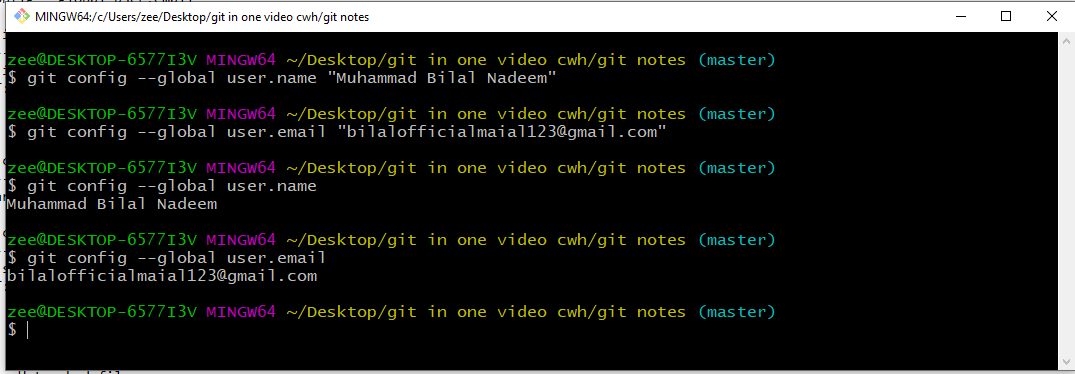 MINGW64:/c/Users/zee/Desktop/git in one video cwh/git notes
zee@DESKTOP-6577I3V MINGW64 ~/Desktop/git in one video cwh/git notes (master)
$ git config --global user.name "Muhammad Bilal Nadeem"
zee@DESKTOP-6577I3V MINGW64 ~/Desktop/git in one video cwh/git notes (master)
$ git config --global user.email "bilalofficialmaial123@gmail.com"
zee@DESKTOP-6577I3V MINGW64 ~/Desktop/git in one video cwh/git notes (master)
$ git config --global user.name
Muhammad Bilal Nadeem
zee@DESKTOP-6577I3V MINGW64 ~/Desktop/git in one video cwh/git notes (master)
$ git config --global user.email
bilalofficialmaial123@gmail.com
zee@DESKTOP-6577I3V MINGW64 ~/Desktop/git in one video cwh/git notes (master)
$